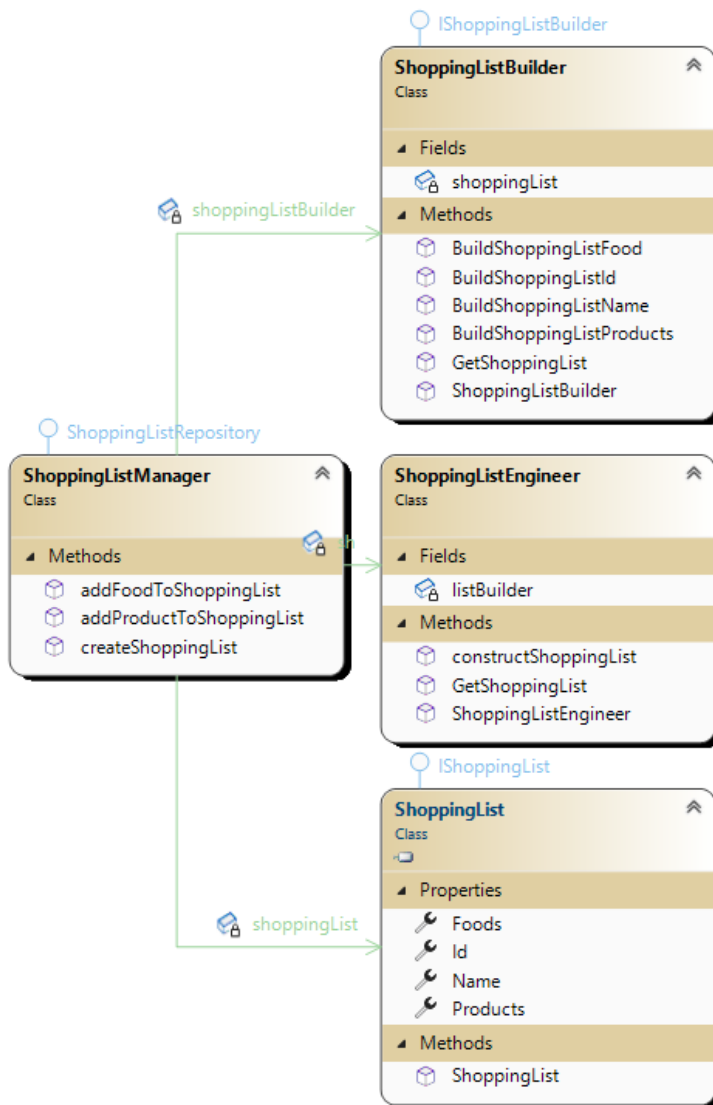 IShoppingListBuilder
ShoppingListBuilder
Class
Fields
shoppingList
Methods
BuildShoppingListFood
BuildShoppingListId
BuildShoppingListName
BuildShoppingListProducts
GetShoppingList
ShoppingListBuilder
shoppingListBuilder
ShoppingListRepository
ShoppingListManager
Class
Methods
addFoodToShoppingList
addProductToShoppingList
createShoppingList
sh
ShoppingListEngineer
Class
Fields
listBuilder
Methods
constructShoppingList
GetShoppingList
ShoppingListEngineer
IShoppingList
ShoppingList
Class
Properties
Foods
Id
Name
Products
Methods
ShoppingList
shoppingList